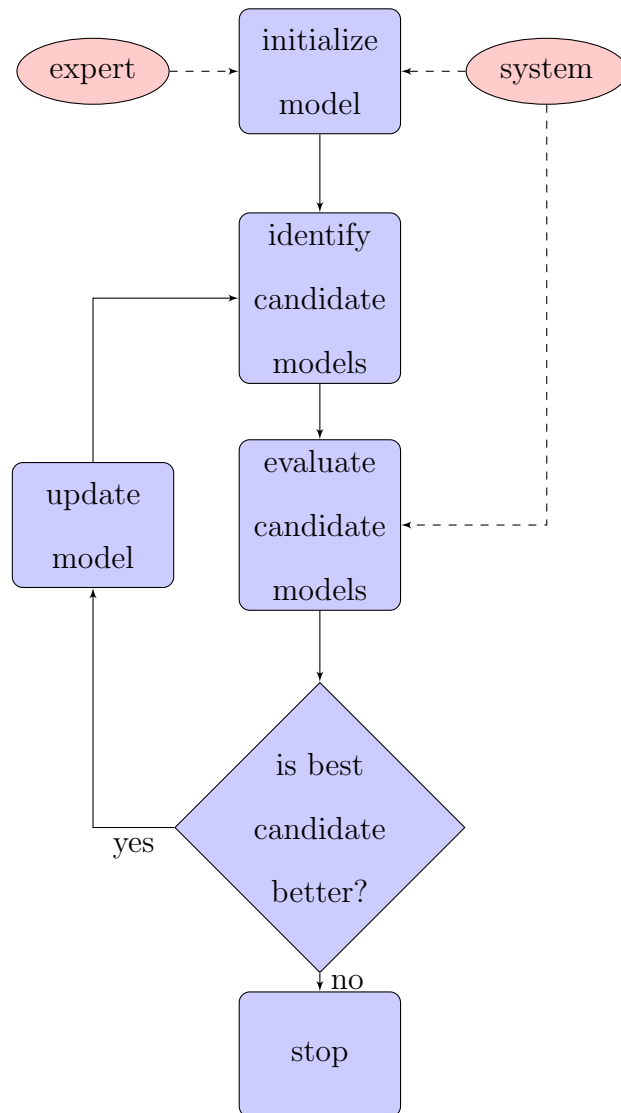 expert
initialize
model
system
identify
candidate
models
evaluate
candidate
models
update
model
is best
candidate
better?
yes
no
stop